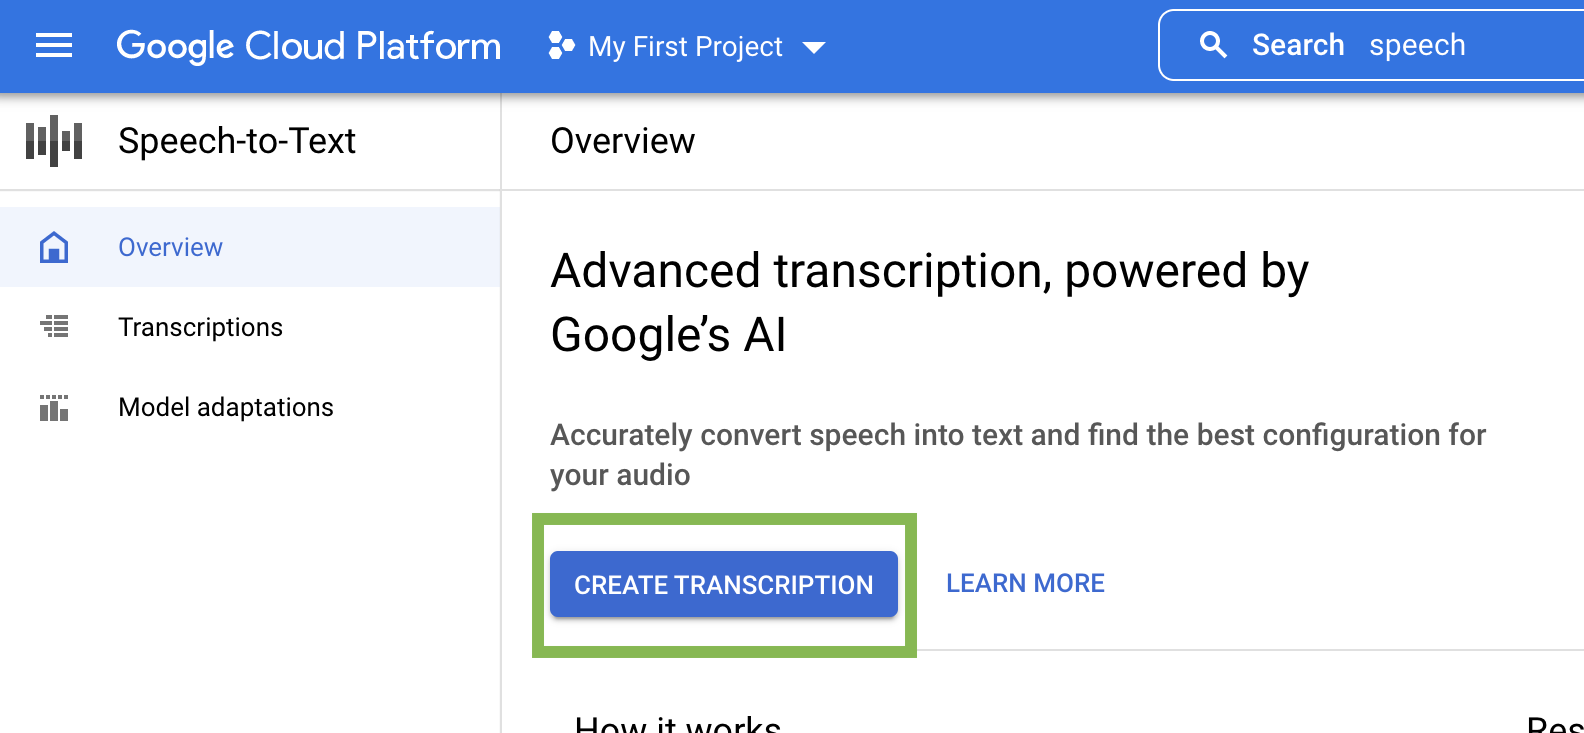 Google Cloud Platform
My First Project
Search speech
Speech-to-Text
Overview
Overview
Transcriptions
Model adaptations
Advanced transcription, powered by
Google’s AI
Accurately convert speech into text and find the best configuration for
your audio
CREATE TRANSCRIPTION
LEARN MORE
How it works